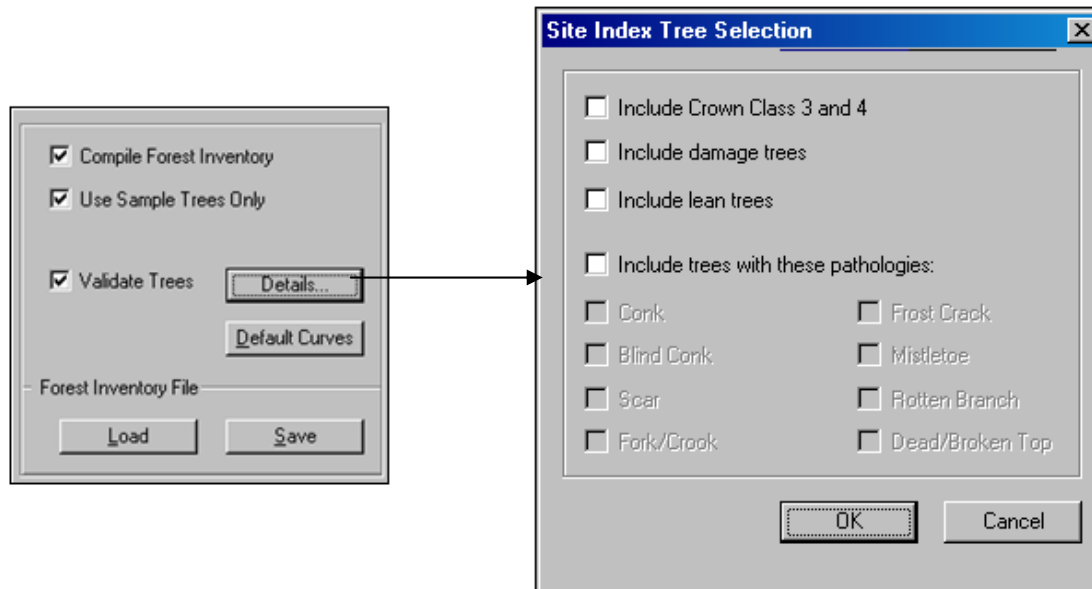 Compile Forest Inventory
Use Sample Trees Only
Validate Trees
Details...
Default Curves
Forest Inventory File
Load
Save
Site Index Tree Selection
Include Crown Class 3 and 4
Include damage trees
Include lean trees
Include trees with these pathologies:
Conk
Frost Crack
Blind Conk
Mistletoe
Scar
Rotten Branch
Fork/Crook
Dead/Broken Top
OK
Cancel